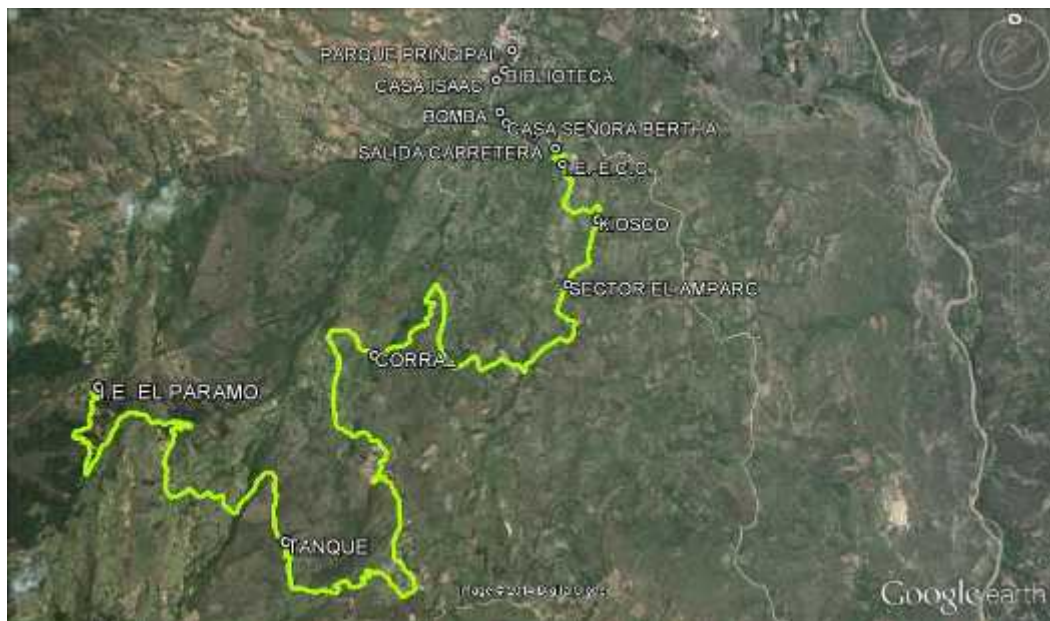 PARQUE PRINCIPAL
BIBLIOTECA
CASA ISAAC
BOMBA
CASA SEÑORA BERTHA
SALIDA CARRETERA
I.E. E.C.C.
KIOSCO
SECTOR EL AMPARO
CORRAL
I.E. EL PARAMO
TANQUE
Google earth